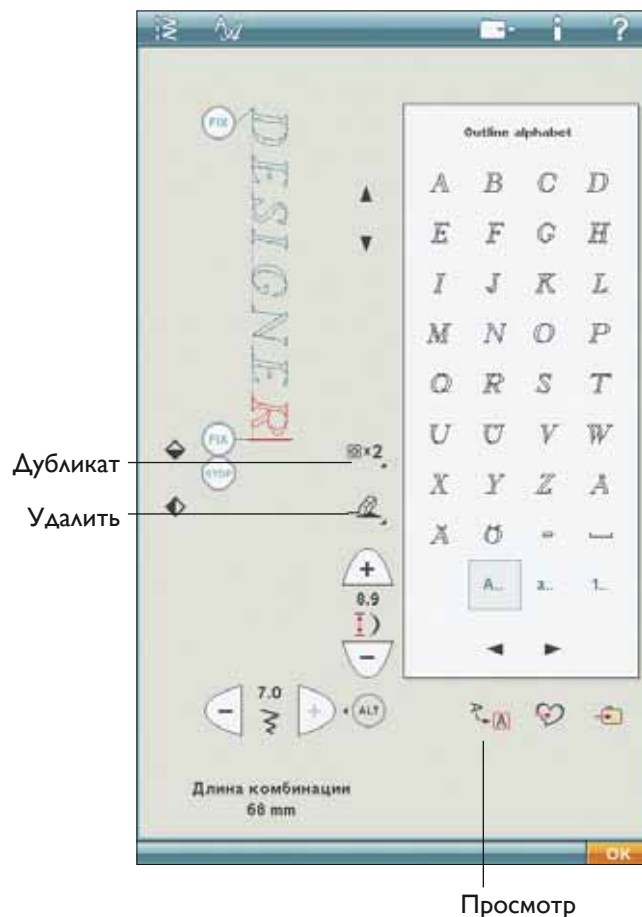 ?
FIX
DESIGNER
FIX
STOP
Outline alphabet
A B C D
E F G H
I J K L
M N O P
Q R S T
U Ü V W
X Y Z Å
Ä Ö
A... a... 1...
Дубликат
×2
Удалить
+
8.9
−
− 7.0 +
ALT
Длина комбинации
68 mm
OK
Просмотр